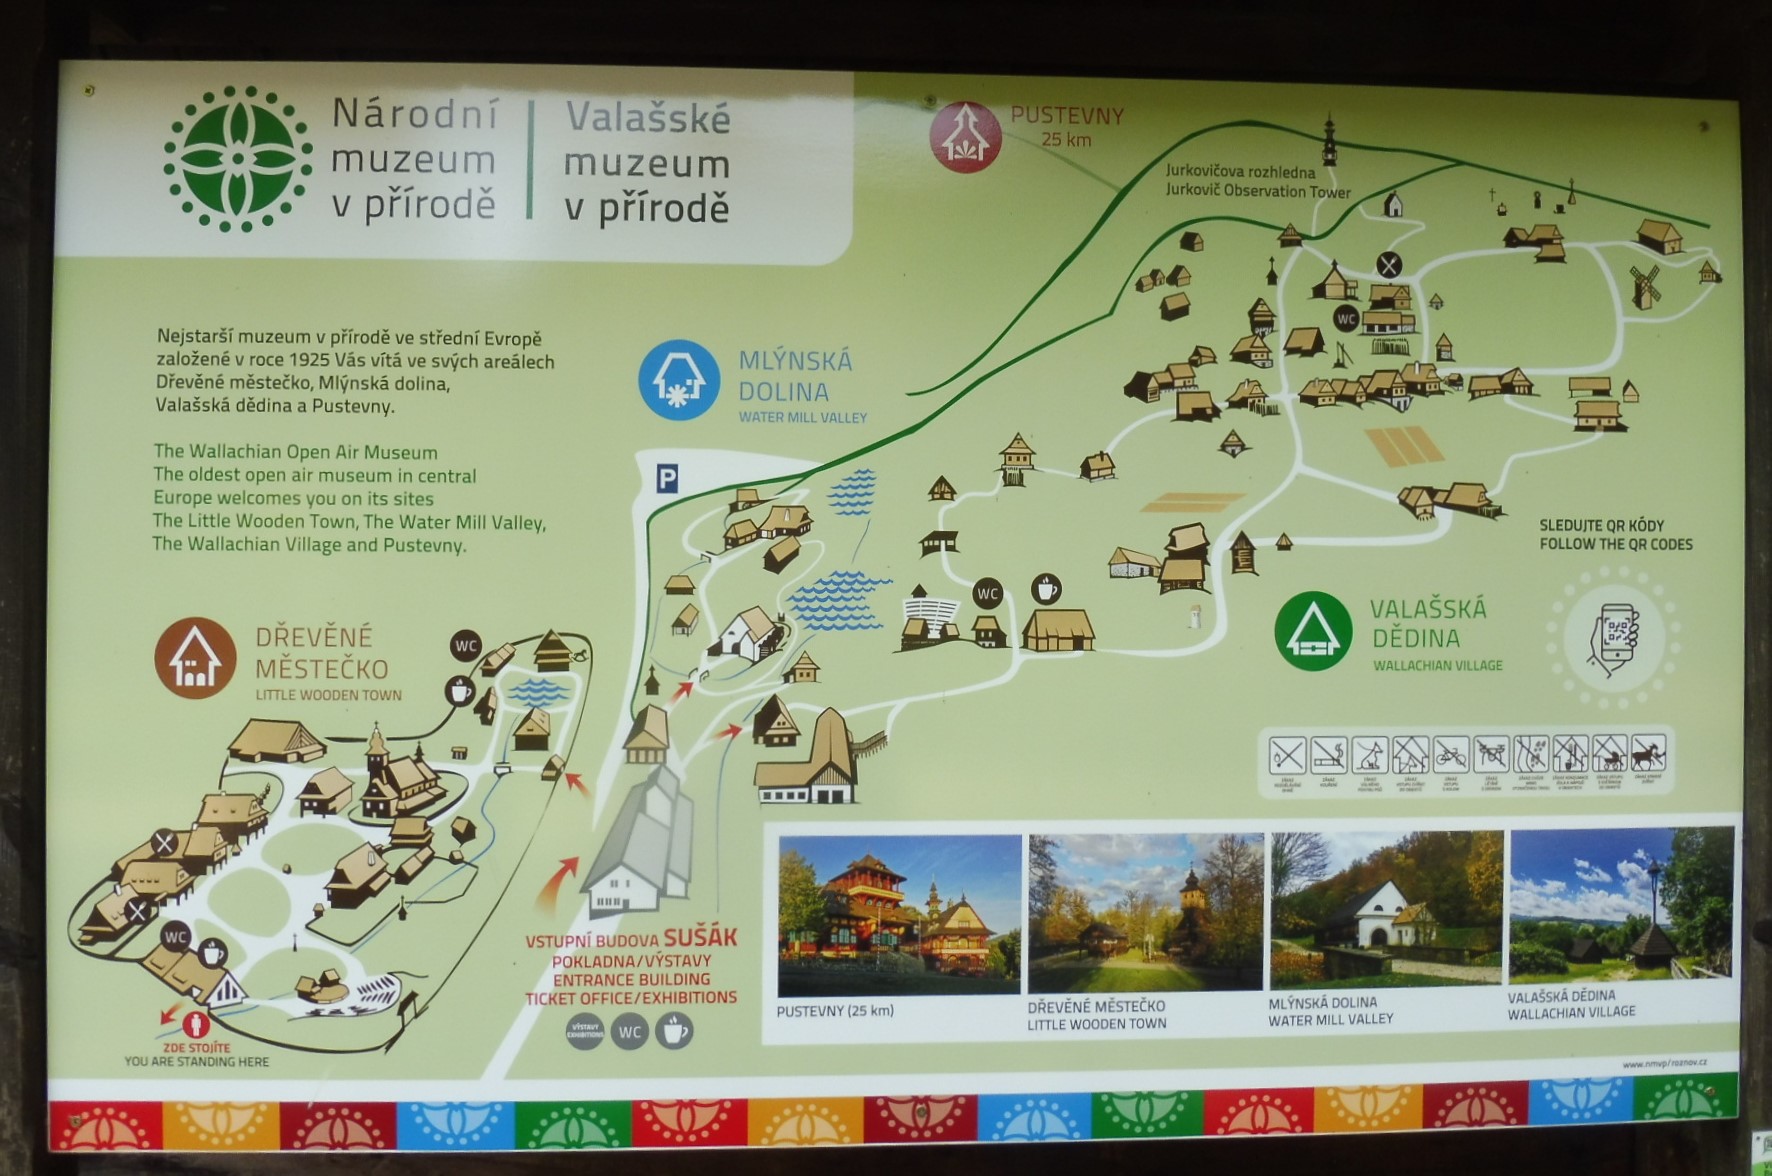 Národní
muzeum
v přírodě
Valašské
muzeum
v přírodě
PUSTEVNY
25 km
Jurkovičova rozhledna
Jurkovič Observation Tower
Nejstarší muzeum v přírodě ve střední Evropě
založené v roce 1925 Vás vítá ve svých areálech
Dřevěné městečko, Mlýnská dolina,
Valašská dědina a Pustevny.
The Wallachian Open Air Museum
The oldest open air museum in central
Europe welcomes you on its sites
The Little Wooden Town, The Water Mill Valley,
The Wallachian Village and Pustevny.
MLÝNSKÁ
DOLINA
WATER MILL VALLEY
P
WC
WC
SLEDUJTE QR KÓDY
FOLLOW THE QR CODES
VALAŠSKÁ
DĚDINA
WALLACHIAN VILLAGE
DŘEVĚNÉ
MĚSTEČKO
LITTLE WOODEN TOWN
WC
WC
VSTUPNÍ BUDOVA SUŠÁK
POKLADNA/VÝSTAVY
ENTRANCE BUILDING
TICKET OFFICE/EXHIBITIONS
VÝSTAVY
EXHIBITIONS
WC
ZDE STOJÍTE
YOU ARE STANDING HERE
PUSTEVNY (25 km)
DŘEVĚNÉ MĚSTEČKO
LITTLE WOODEN TOWN
MLÝNSKÁ DOLINA
WATER MILL VALLEY
VALAŠSKÁ DĚDINA
WALLACHIAN VILLAGE
www.nmvp/roznov.cz